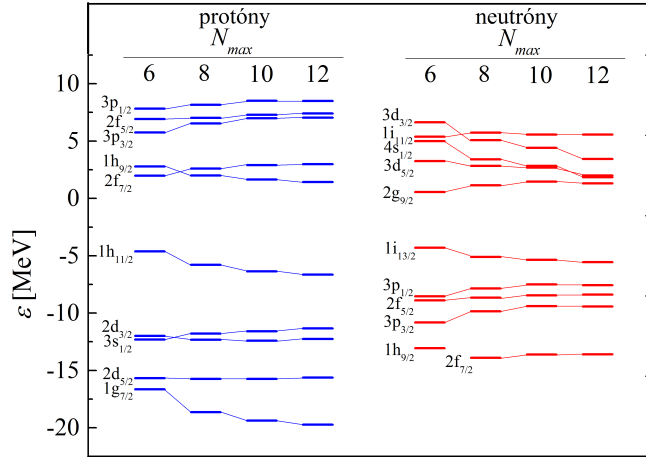 protóny neutróny
N_max N_max
6 8 10 12 6 8 10 12
ε [MeV]
10
5
0
-5
-10
-15
-20
3p1/2
2f5/2
3p3/2
1h9/2
2f7/2
1h11/2
2d3/2
3s1/2
2d5/2
1g7/2
3d3/2
1i11/2
4s1/2
3d5/2
2g9/2
1i13/2
3p1/2
2f5/2
3p3/2
1h9/2
2f7/2